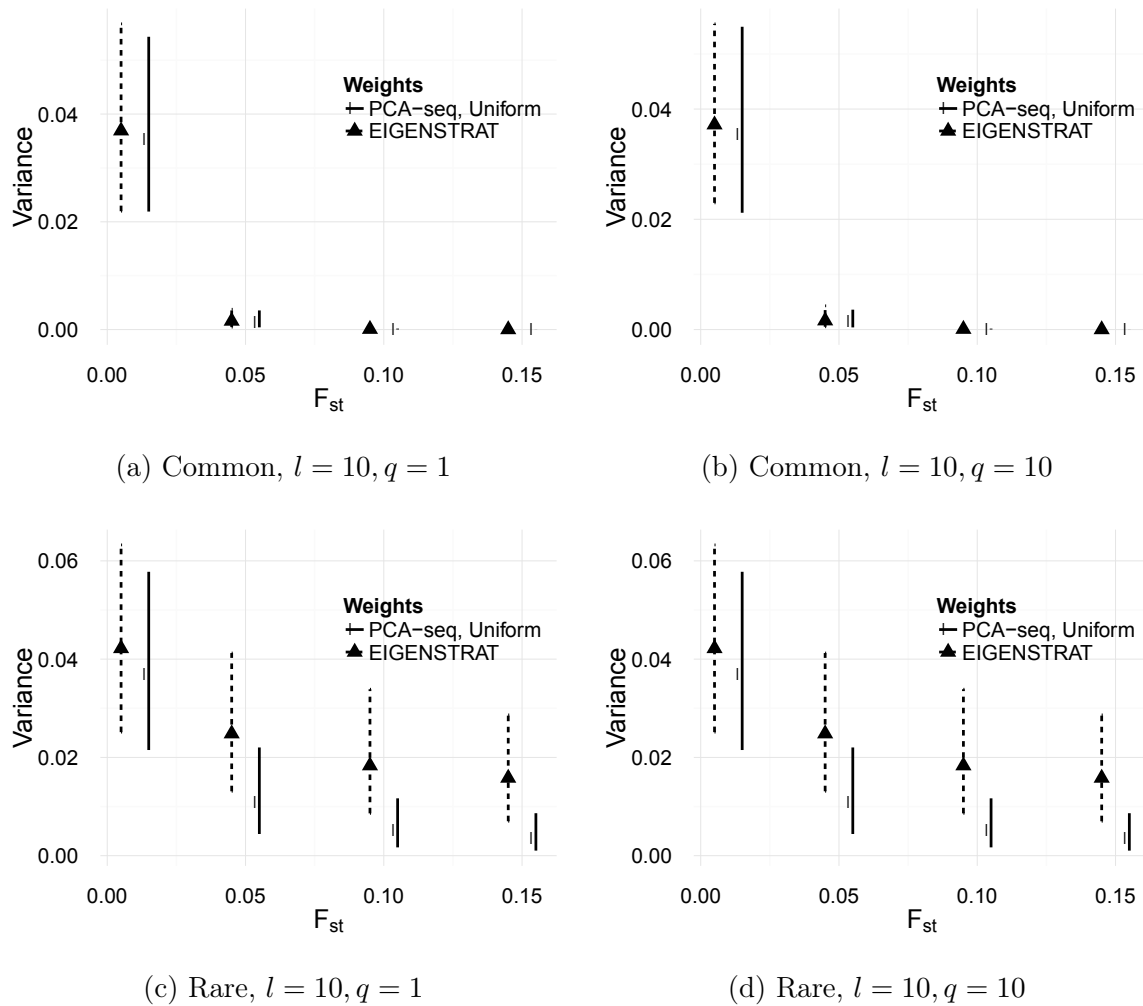 Variance
0.04
0.02
0.00
Weights
PCA−seq, Uniform
EIGENSTRAT
0.00 0.05 0.10 0.15
Fst
(a) Common, l = 10, q = 1
Variance
0.04
0.02
0.00
Weights
PCA−seq, Uniform
EIGENSTRAT
0.00 0.05 0.10 0.15
Fst
(b) Common, l = 10, q = 10
Variance
0.06
0.04
0.02
0.00
Weights
PCA−seq, Uniform
EIGENSTRAT
0.00 0.05 0.10 0.15
Fst
(c) Rare, l = 10, q = 1
Variance
0.06
0.04
0.02
0.00
Weights
PCA−seq, Uniform
EIGENSTRAT
0.00 0.05 0.10 0.15
Fst
(d) Rare, l = 10, q = 10